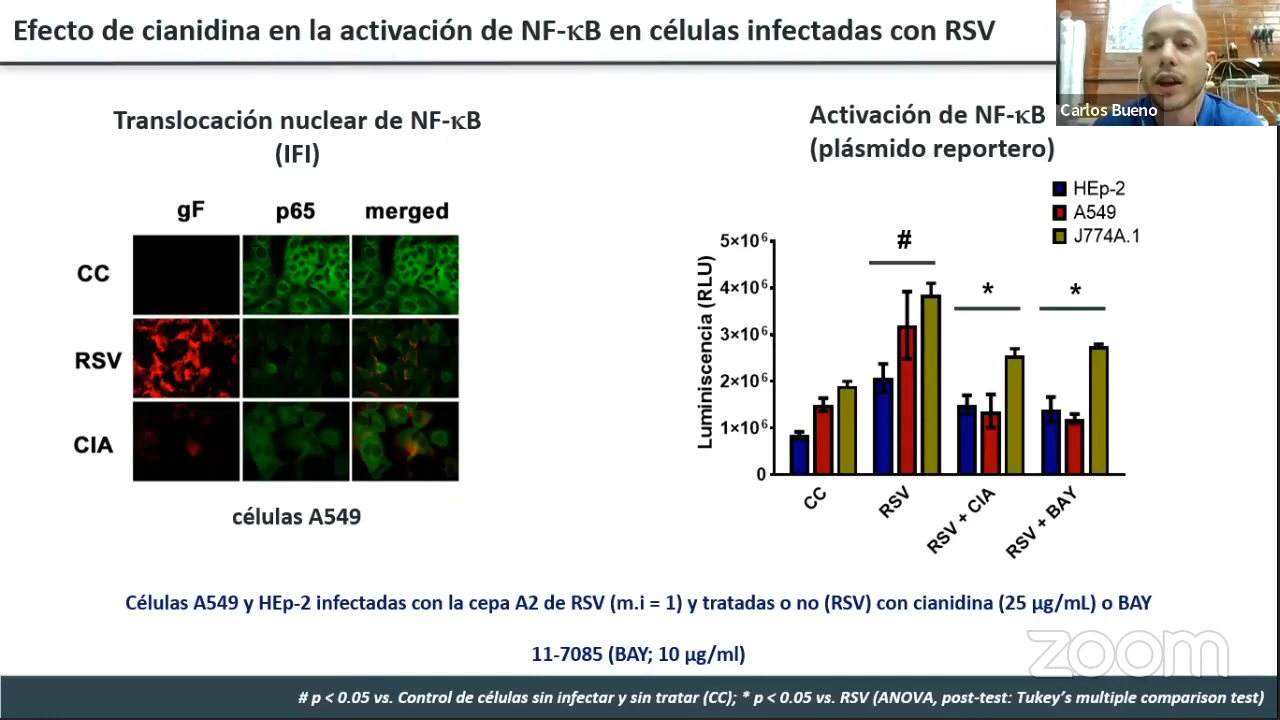 Efecto de cianidina en la activación de NF-κB en células infectadas con RSV
Carlos Bueno
Translocación nuclear de NF-κB
(IFI)
gF p65 merged
CC
RSV
CIA
células A549
Activación de NF-κB
(plásmido reportero)
HEp-2
A549
J774A.1
Luminiscencia (RLU)
5×10⁶
4×10⁶
3×10⁶
2×10⁶
1×10⁶
0
#
*
*
CC
RSV
RSV + CIA
RSV + BAY
Células A549 y HEp-2 infectadas con la cepa A2 de RSV (m.i = 1) y tratadas o no (RSV) con cianidina (25 µg/mL) o BAY
11-7085 (BAY; 10 µg/ml)
zoom
# p < 0.05 vs. Control de células sin infectar y sin tratar (CC); * p < 0.05 vs. RSV (ANOVA, post-test: Tukey's multiple comparison test)